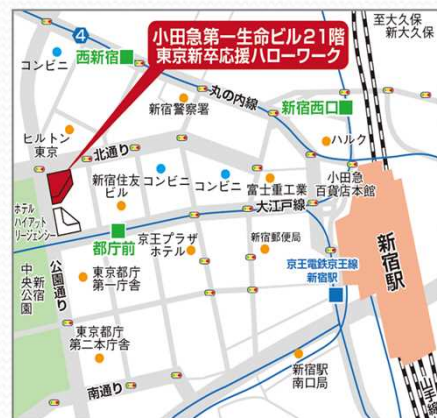 小田急第一生命ビル21階
東京新卒応援ハローワーク
至大久保
新大久保
4
コンビニ
西新宿
丸の内線
新宿警察署
新宿西口
ヒルトン
東京
北通り
ハルク
新宿住友
ビル
コンビニ
コンビニ
富士重工業
小田急
百貨店本館
大江戸線
ホテル
ハイアット
リージェンシー
都庁前
京王プラザ
ホテル
新宿郵便局
新宿駅
京王電鉄京王線
新宿駅
新宿
中央公園
公園通り
東京都庁
第一庁舎
東京都庁
第二本庁舎
新宿駅
南口局
南通り
山手線